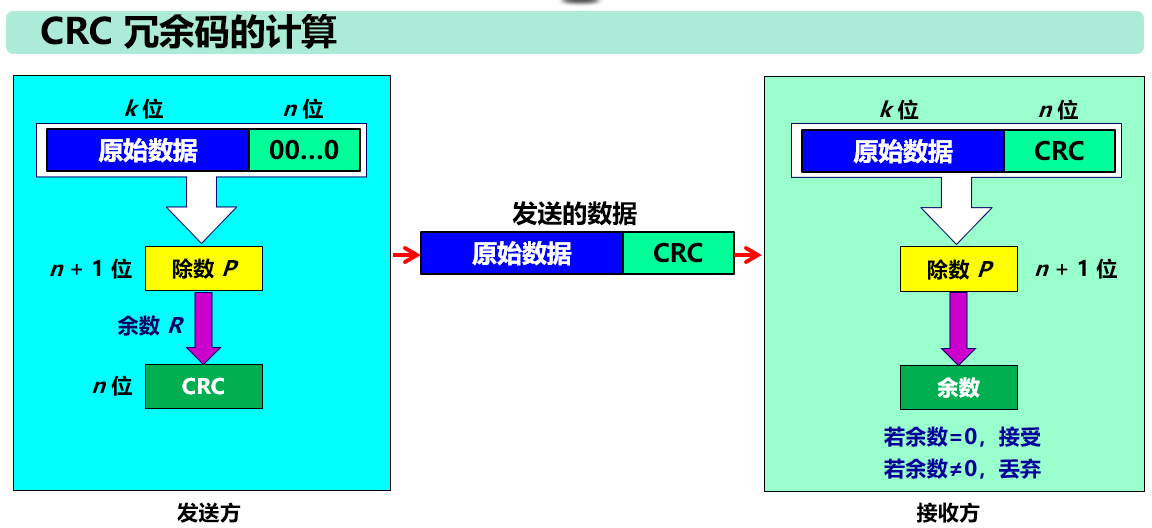 CRC 冗余码的计算
k 位 n 位
原始数据 00…0
n + 1 位 除数 P
余数 R
n 位 CRC
发送方
发送的数据
原始数据 CRC
k 位 n 位
原始数据 CRC
除数 P n + 1 位
余数
若余数=0，接受
若余数≠0，丢弃
接收方